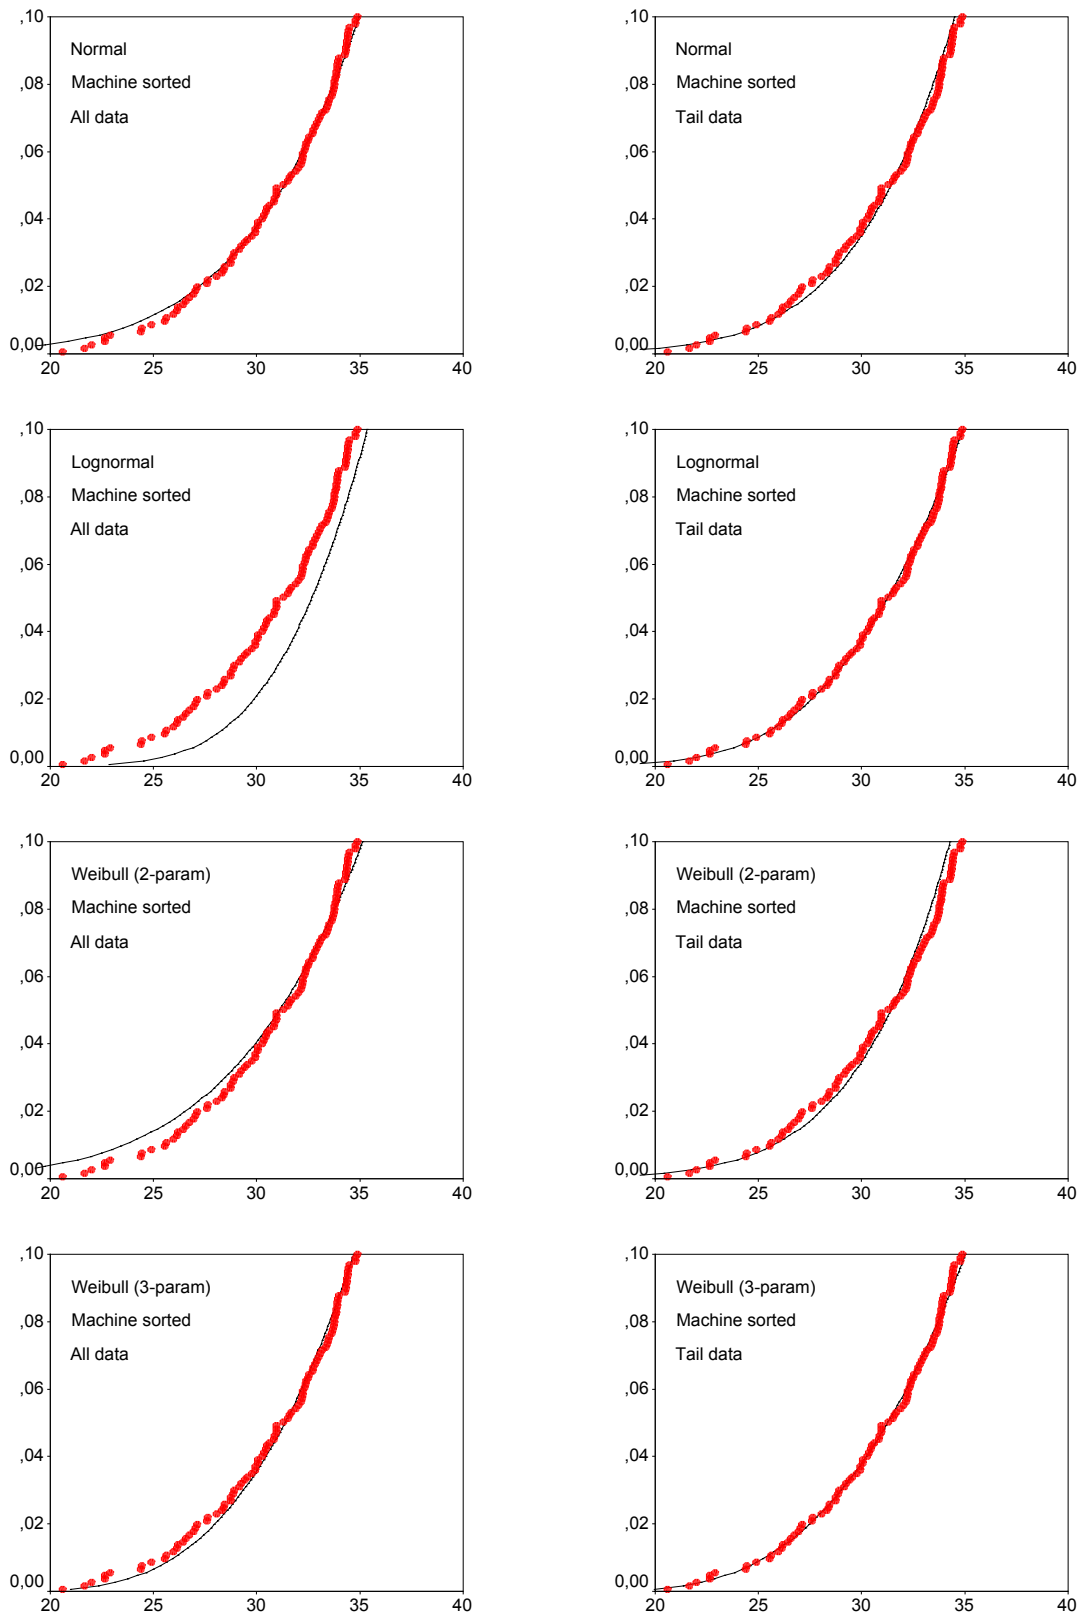 ,10
Normal
Machine sorted
All data
,08
,06
,04
,02
0,00
20 25 30 35 40
,10
Normal
Machine sorted
Tail data
,08
,06
,04
,02
0,00
20 25 30 35 40
,10
Lognormal
Machine sorted
All data
,08
,06
,04
,02
0,00
20 25 30 35 40
,10
Lognormal
Machine sorted
Tail data
,08
,06
,04
,02
0,00
20 25 30 35 40
,10
Weibull (2-param)
Machine sorted
All data
,08
,06
,04
,02
0,00
20 25 30 35 40
,10
Weibull (2-param)
Machine sorted
Tail data
,08
,06
,04
,02
0,00
20 25 30 35 40
,10
Weibull (3-param)
Machine sorted
All data
,08
,06
,04
,02
0,00
20 25 30 35 40
,10
Weibull (3-param)
Machine sorted
Tail data
,08
,06
,04
,02
0,00
20 25 30 35 40